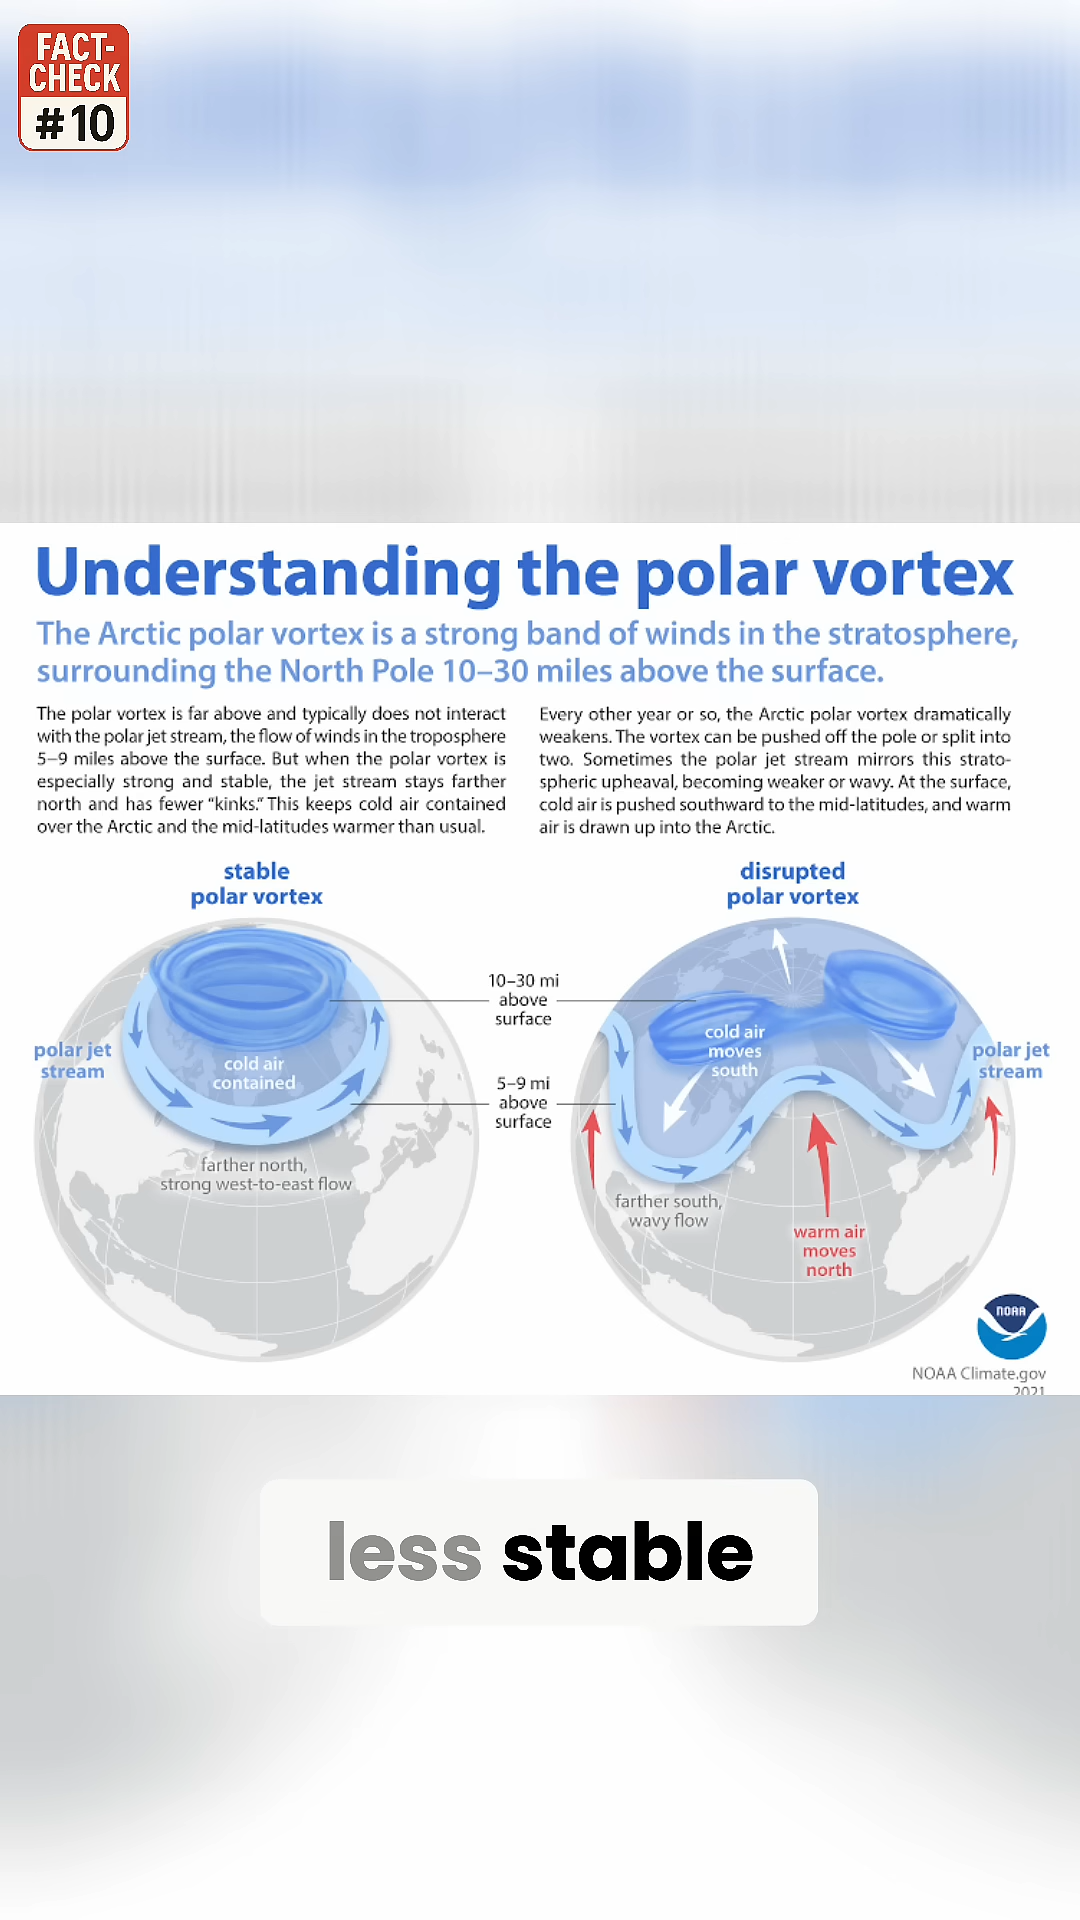 FACT-
CHECK
#10
Understanding the polar vortex
The Arctic polar vortex is a strong band of winds in the stratosphere,
surrounding the North Pole 10–30 miles above the surface.
The polar vortex is far above and typically does not interact
with the polar jet stream, the flow of winds in the troposphere
5–9 miles above the surface. But when the polar vortex is
especially strong and stable, the jet stream stays farther
north and has fewer “kinks.” This keeps cold air contained
over the Arctic and the mid-latitudes warmer than usual.
Every other year or so, the Arctic polar vortex dramatically
weakens. The vortex can be pushed off the pole or split into
two. Sometimes the polar jet stream mirrors this strato-
spheric upheaval, becoming weaker or wavy. At the surface,
cold air is pushed southward to the mid-latitudes, and warm
air is drawn up into the Arctic.
stable
polar vortex
polar jet
stream
cold air
contained
farther north,
strong west-to-east flow
10–30 mi
above
surface
5–9 mi
above
surface
disrupted
polar vortex
cold air
moves
south
polar jet
stream
farther south,
wavy flow
warm air
moves
north
NOAA
NOAA Climate.gov
2021
less stable